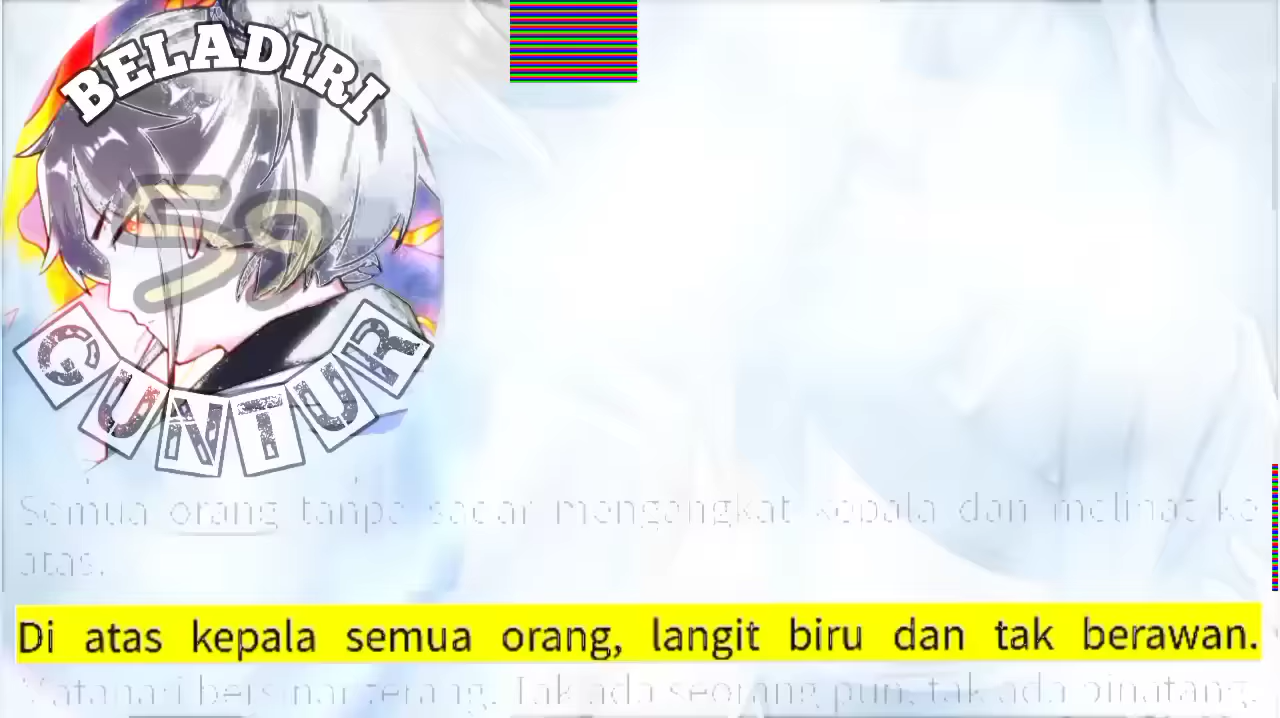 BELADIRI
59
GUNTUR
Semua orang tanpa sadar mengangkat kepala dan melihat ke
atas.
Di atas kepala semua orang, langit biru dan tak berawan.
Matahari bersinar terang. Tak ada seorang pun, tak ada binatang,